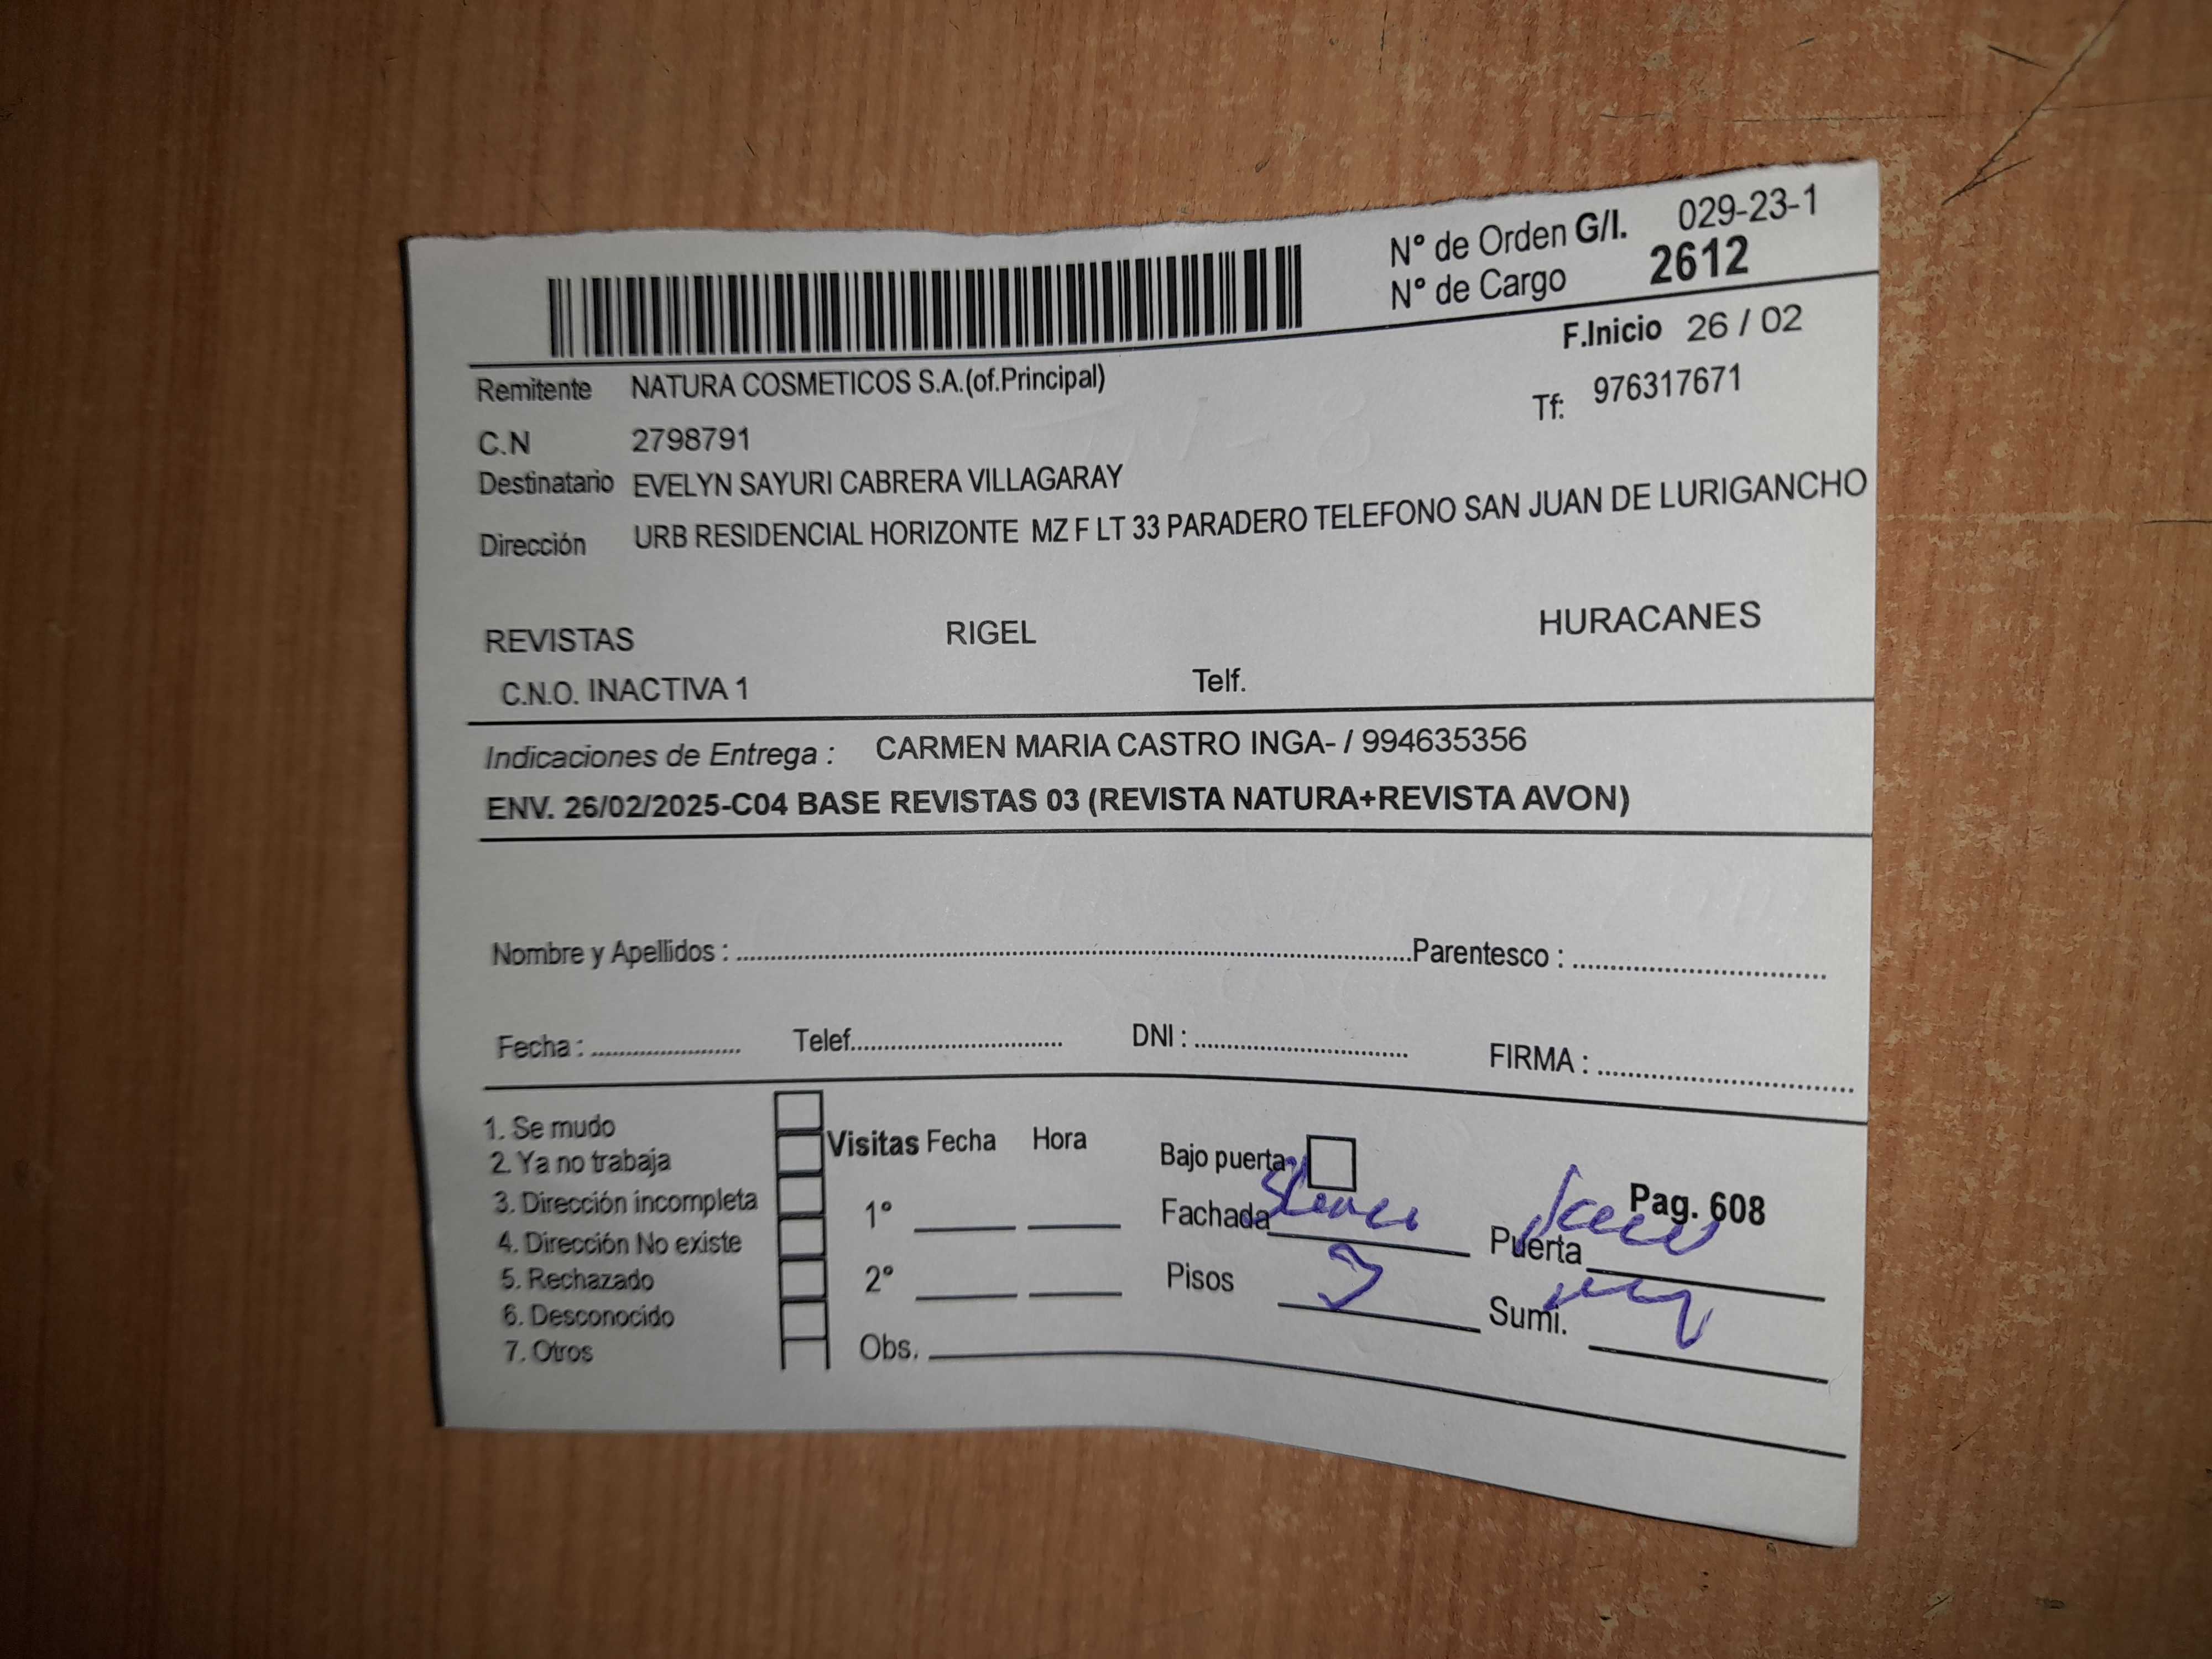 N° de Orden G/I. 029-23-1
N° de Cargo 2612
F.Inicio 26 / 02
Remitente NATURA COSMETICOS S.A.(of.Principal)
Tf: 976317671
C.N 2798791
Destinatario EVELYN SAYURI CABRERA VILLAGARAY
Dirección URB RESIDENCIAL HORIZONTE MZ F LT 33 PARADERO TELEFONO SAN JUAN DE LURIGANCHO
REVISTAS RIGEL HURACANES
C.N.O. INACTIVA 1 Telf.
Indicaciones de Entrega : CARMEN MARIA CASTRO INGA- / 994635356
ENV. 26/02/2025-C04 BASE REVISTAS 03 (REVISTA NATURA+REVISTA AVON)
Nombre y Apellidos : Parentesco :
Fecha : Telef. DNI : FIRMA :
1. Se mudo
2. Ya no trabaja
3. Dirección incompleta
4. Dirección No existe
5. Rechazado
6. Desconocido
7. Otros
Visitas Fecha Hora
1°
2°
Obs.
Bajo puerta
Fachada
Pisos
Pag. 608
Puerta
Sumi.